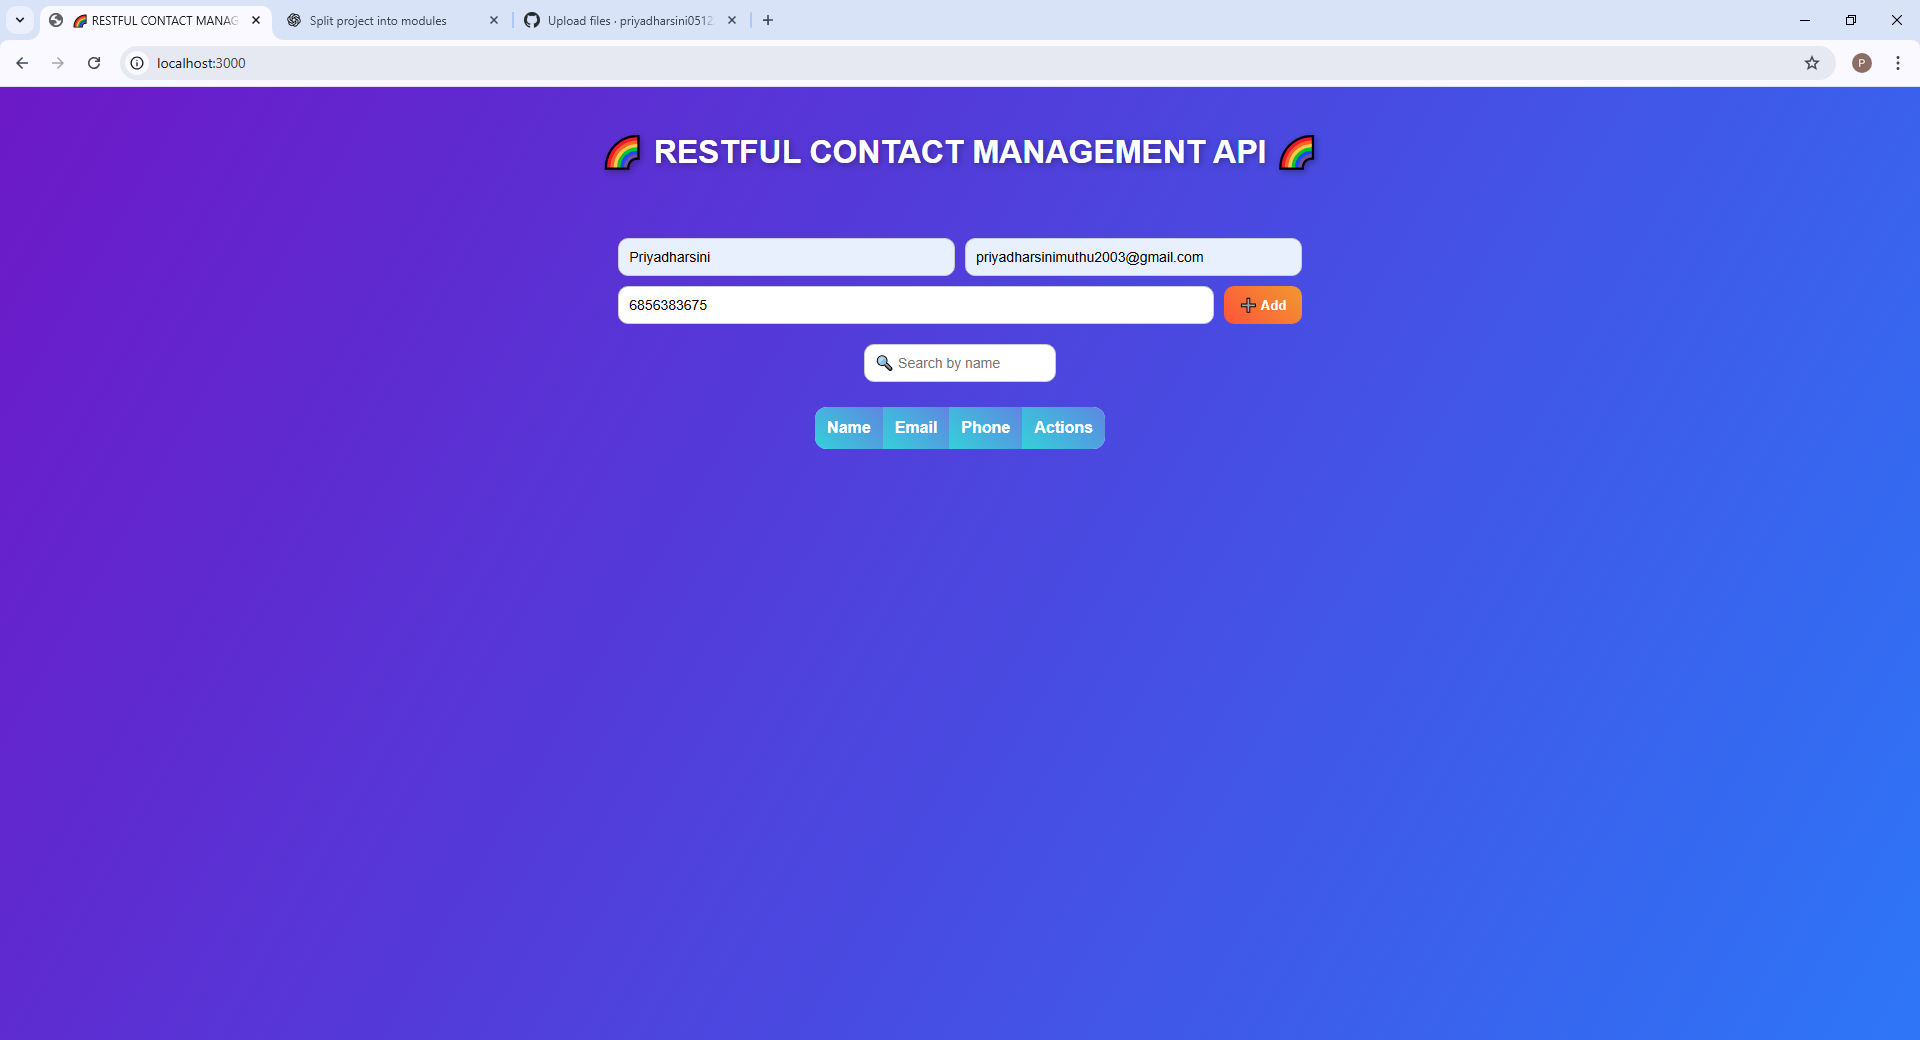 RESTFUL CONTACT MANAG
Split project into modules
Upload files · priyadharsini0512
localhost:3000
P
RESTFUL CONTACT MANAGEMENT API
Priyadharsini
priyadharsinimuthu2003@gmail.com
6856383675
Add
Search by name
Name Email Phone Actions